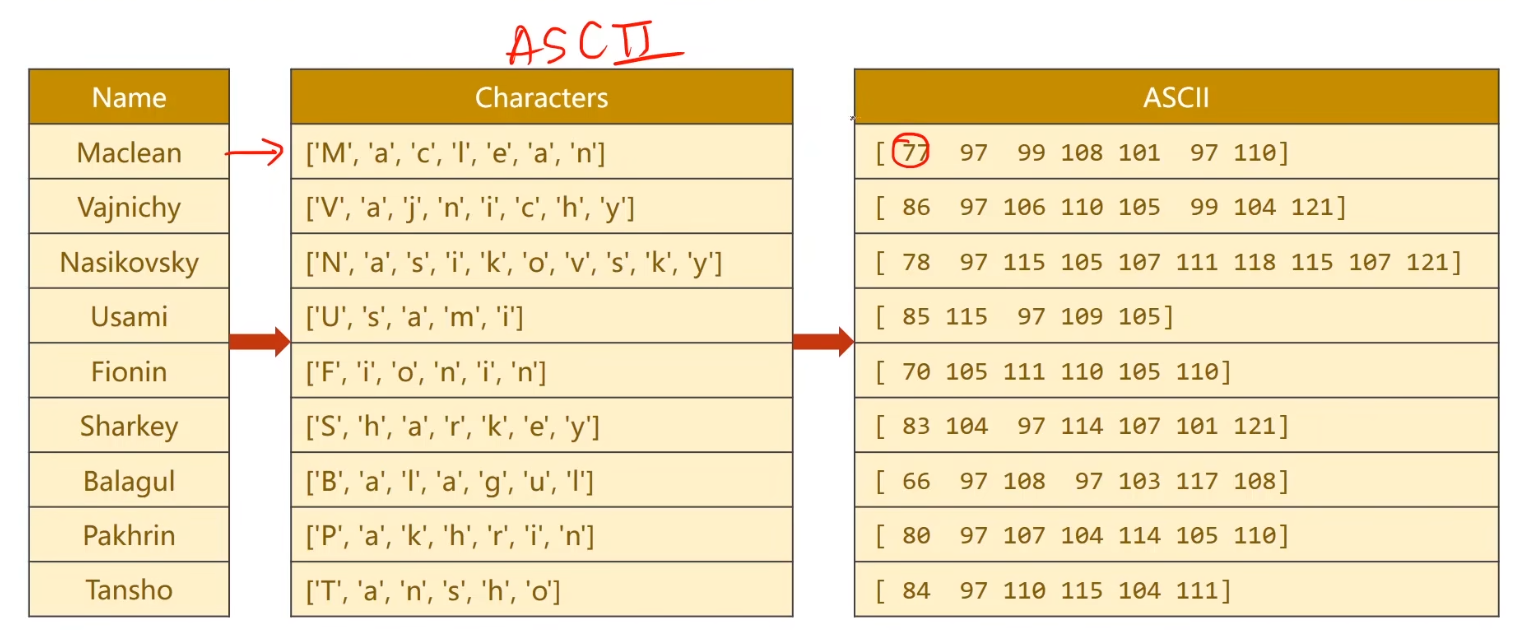 ASCII
Name Characters ASCII
Maclean ['M', 'a', 'c', 'l', 'e', 'a', 'n'] [ 77 97 99 108 101 97 110]
Vajnichy ['V', 'a', 'j', 'n', 'i', 'c', 'h', 'y'] [ 86 97 106 110 105 99 104 121]
Nasikovsky ['N', 'a', 's', 'i', 'k', 'o', 'v', 's', 'k', 'y'] [ 78 97 115 105 107 111 118 115 107 121]
Usami ['U', 's', 'a', 'm', 'i'] [ 85 115 97 109 105]
Fionin ['F', 'i', 'o', 'n', 'i', 'n'] [ 70 105 111 110 105 110]
Sharkey ['S', 'h', 'a', 'r', 'k', 'e', 'y'] [ 83 104 97 114 107 101 121]
Balagul ['B', 'a', 'l', 'a', 'g', 'u', 'l'] [ 66 97 108 97 103 117 108]
Pakhrin ['P', 'a', 'k', 'h', 'r', 'i', 'n'] [ 80 97 107 104 114 105 110]
Tansho ['T', 'a', 'n', 's', 'h', 'o'] [ 84 97 110 115 104 111]